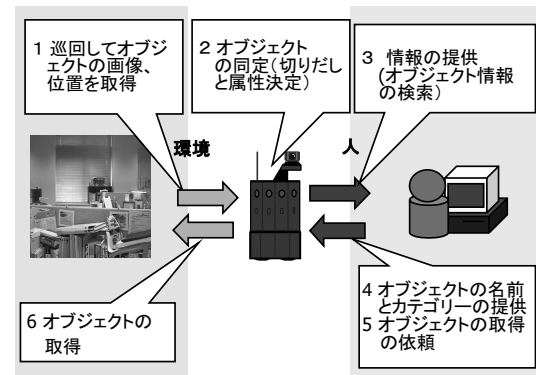 1 巡回してオブジ
ェクトの画像、
位置を取得
2 オブジェクト
の同定(切りだし
と属性決定)
3 情報の提供
(オブジェクト情報
の検索)
環境
人
4 オブジェクトの名前
とカテゴリーの提供
5 オブジェクトの取得
の依頼
6 オブジェクトの
取得